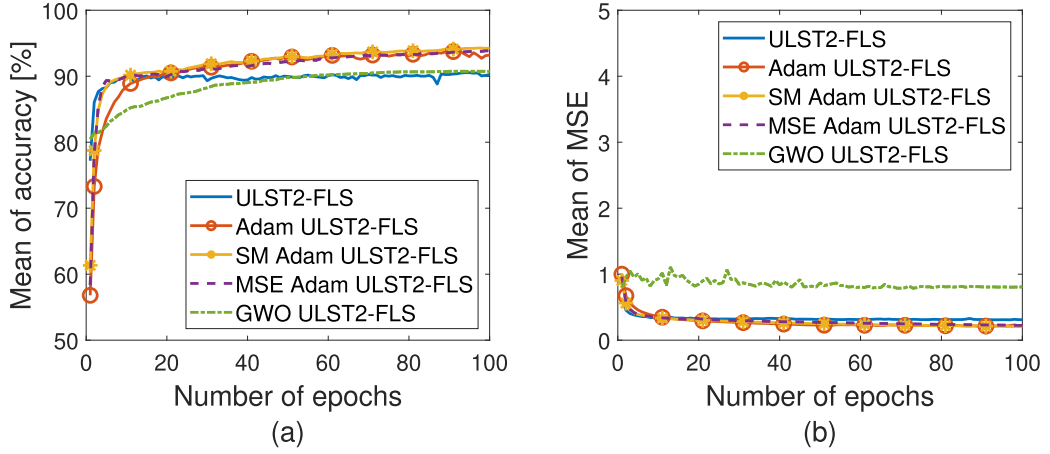 Mean of accuracy [%]
100
90
80
70
60
50
0
20
40
60
80
100
ULST2-FLS
Adam ULST2-FLS
SM Adam ULST2-FLS
MSE Adam ULST2-FLS
GWO ULST2-FLS
Number of epochs
(a)
Mean of MSE
5
4
3
2
1
0
0
20
40
60
80
100
ULST2-FLS
Adam ULST2-FLS
SM Adam ULST2-FLS
MSE Adam ULST2-FLS
GWO ULST2-FLS
Number of epochs
(b)